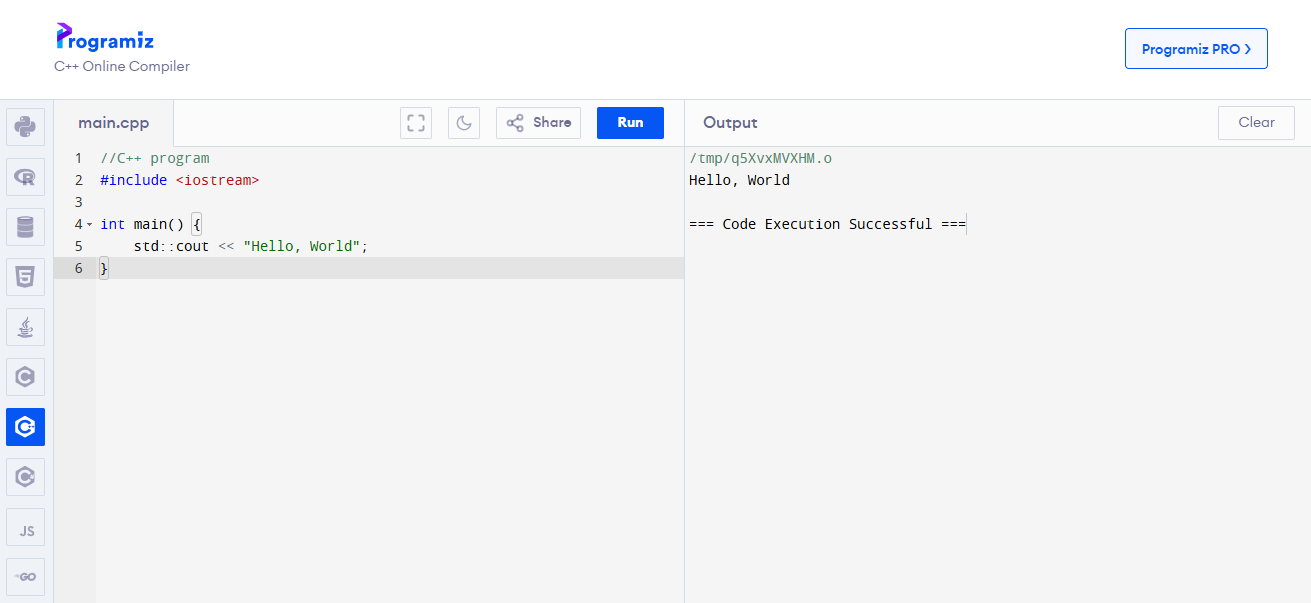 Programiz
C++ Online Compiler
Programiz PRO ❯
main.cpp
Share
Run
Output
Clear
1 //C++ program
2 #include <iostream>
3
4 int main() {
5     std::cout << "Hello, World";
6 }
/tmp/q5XvxMVXHM.o
Hello, World
=== Code Execution Successful ===
R
5
C
C+
C
JS
GO